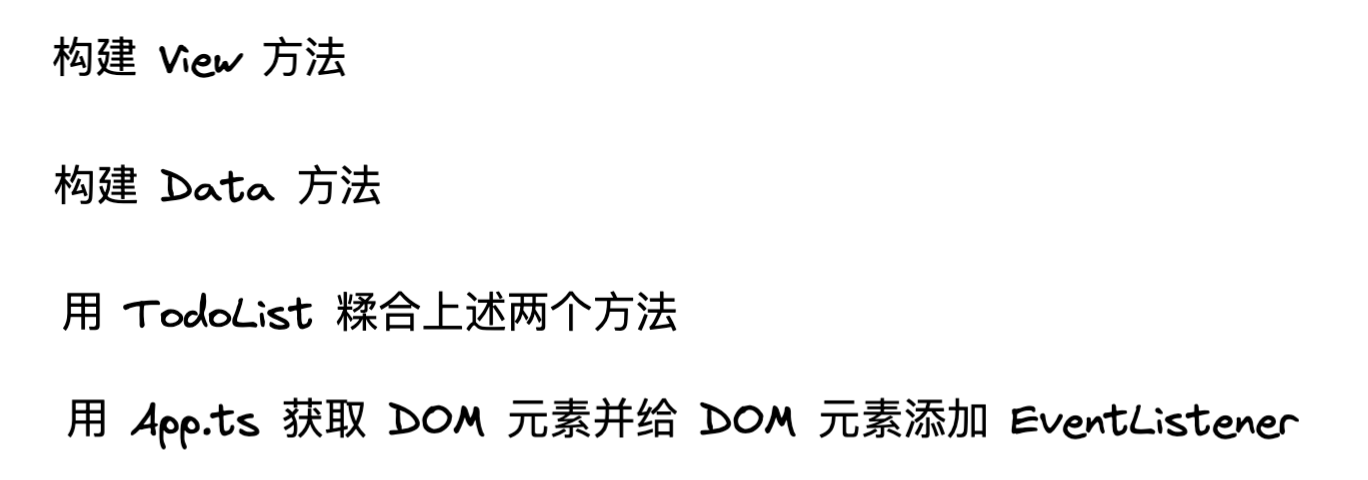 构建 View 方法
构建 Data 方法
用 TodoList 糅合上述两个方法
用 App.ts 获取 DOM 元素并给 DOM 元素添加 EventListener